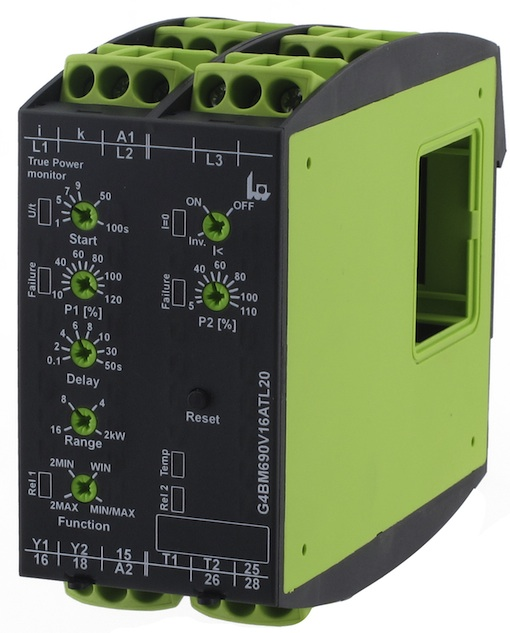 i k A1
L1 L2 L3
True Power
monitor
U/t
1 5 7 9 50 100s
Start
I=0
ON OFF
Inv. I<
Failure
10 40 60 80 100 120
P1 [%]
Failure
5 40 60 80 100 110
P2 [%]
0.1 2 4 6 8 10 30 50s
Delay
16 8 4 2kW
Range
Reset
Rel 1
2MIN WIN
2MAX MIN/MAX
Function
Temp
Rel 2
G4BM690V16ATL20
Y1 Y2 15 T1 T2 25
16 18 A2 26 28